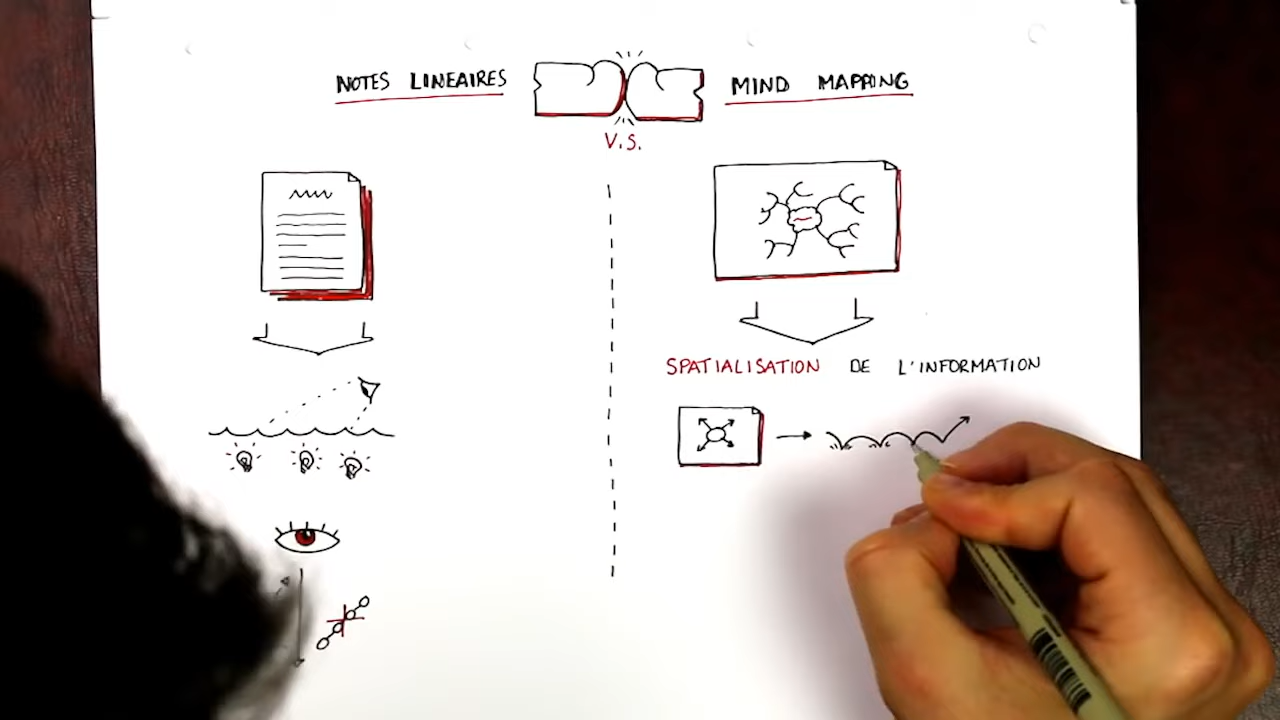 NOTES LINEAIRES
MIND MAPPING
V.S.
SPATIALISATION DE L'INFORMATION